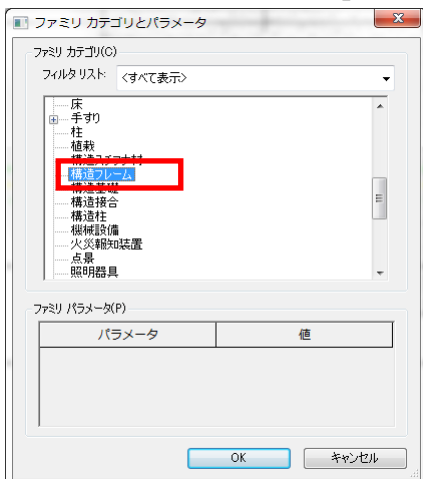 ファミリ カテゴリとパラメータ
ファミリ カテゴリ(C)
フィルタ リスト: <すべて表示>
床
手すり
柱
植栽
構造フレーム
構造基礎
構造接合
構造柱
機械設備
火災報知装置
点景
照明器具
ファミリ パラメータ(P)
パラメータ 値
OK キャンセル